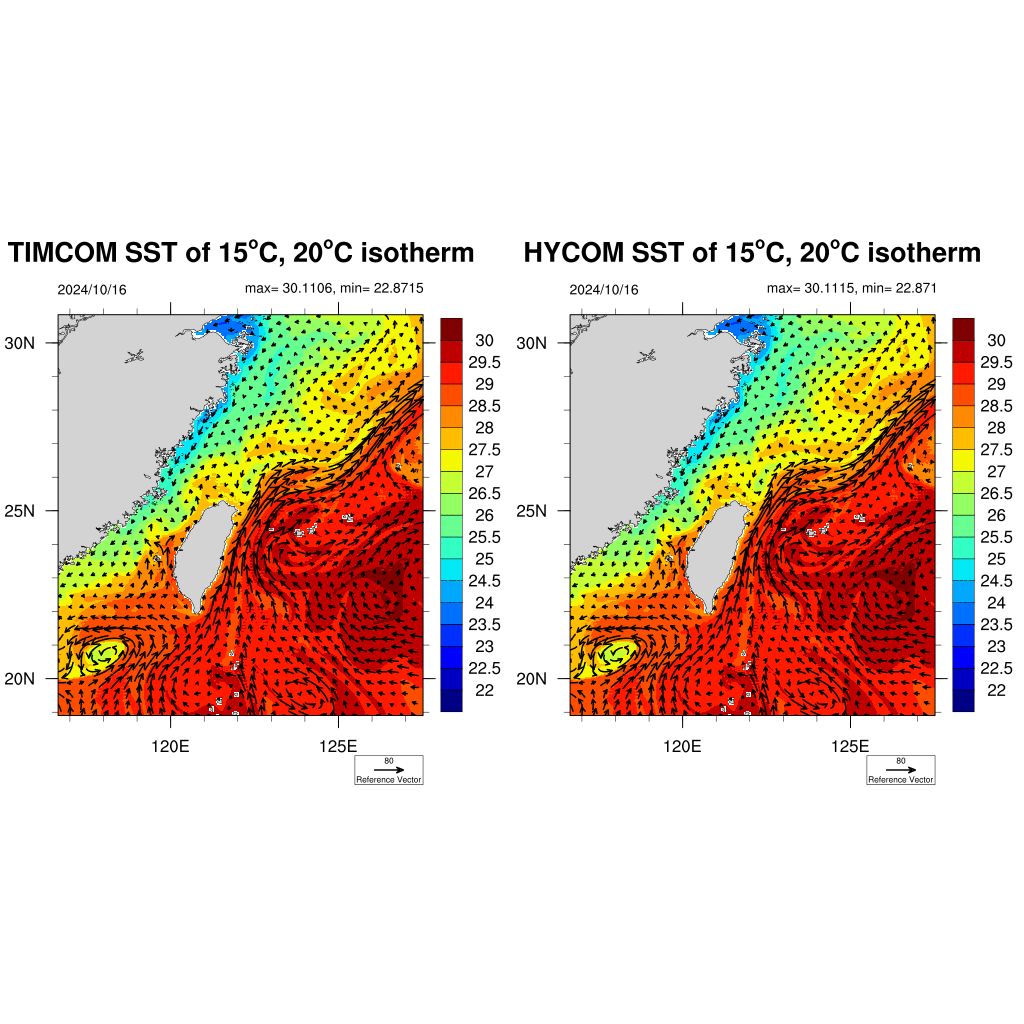 TIMCOM SST of 15°C, 20°C isotherm
2024/10/16
max= 30.1106, min= 22.8715
30N
25N
20N
120E
125E
30
29.5
29
28.5
28
27.5
27
26.5
26
25.5
25
24.5
24
23.5
23
22.5
22
80
Reference Vector
HYCOM SST of 15°C, 20°C isotherm
2024/10/16
max= 30.1115, min= 22.871
30N
25N
20N
120E
125E
30
29.5
29
28.5
28
27.5
27
26.5
26
25.5
25
24.5
24
23.5
23
22.5
22
80
Reference Vector